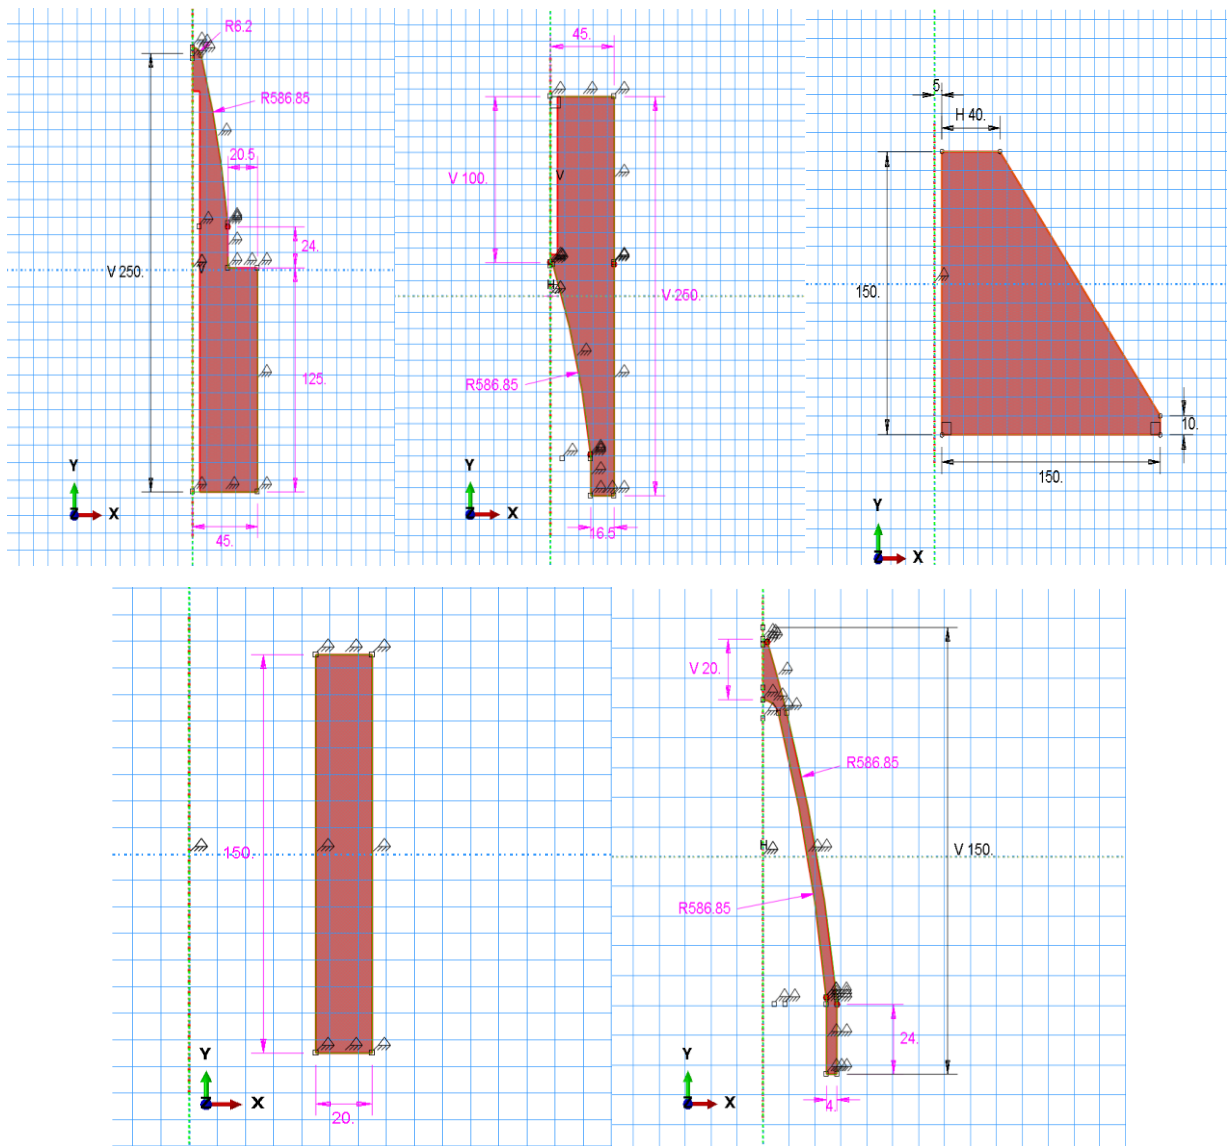 R6.2
R586.85
20.5
24.
V 250.
V
125.
45.
Y
X
45.
V 100.
V
H
V 250.
R586.85
16.5
Y
X
5.
H 40.
150.
10.
150.
Y
X
150.
20.
Y
X
V 20.
R586.85
H
V 150.
R586.85
24.
4.
Y
X